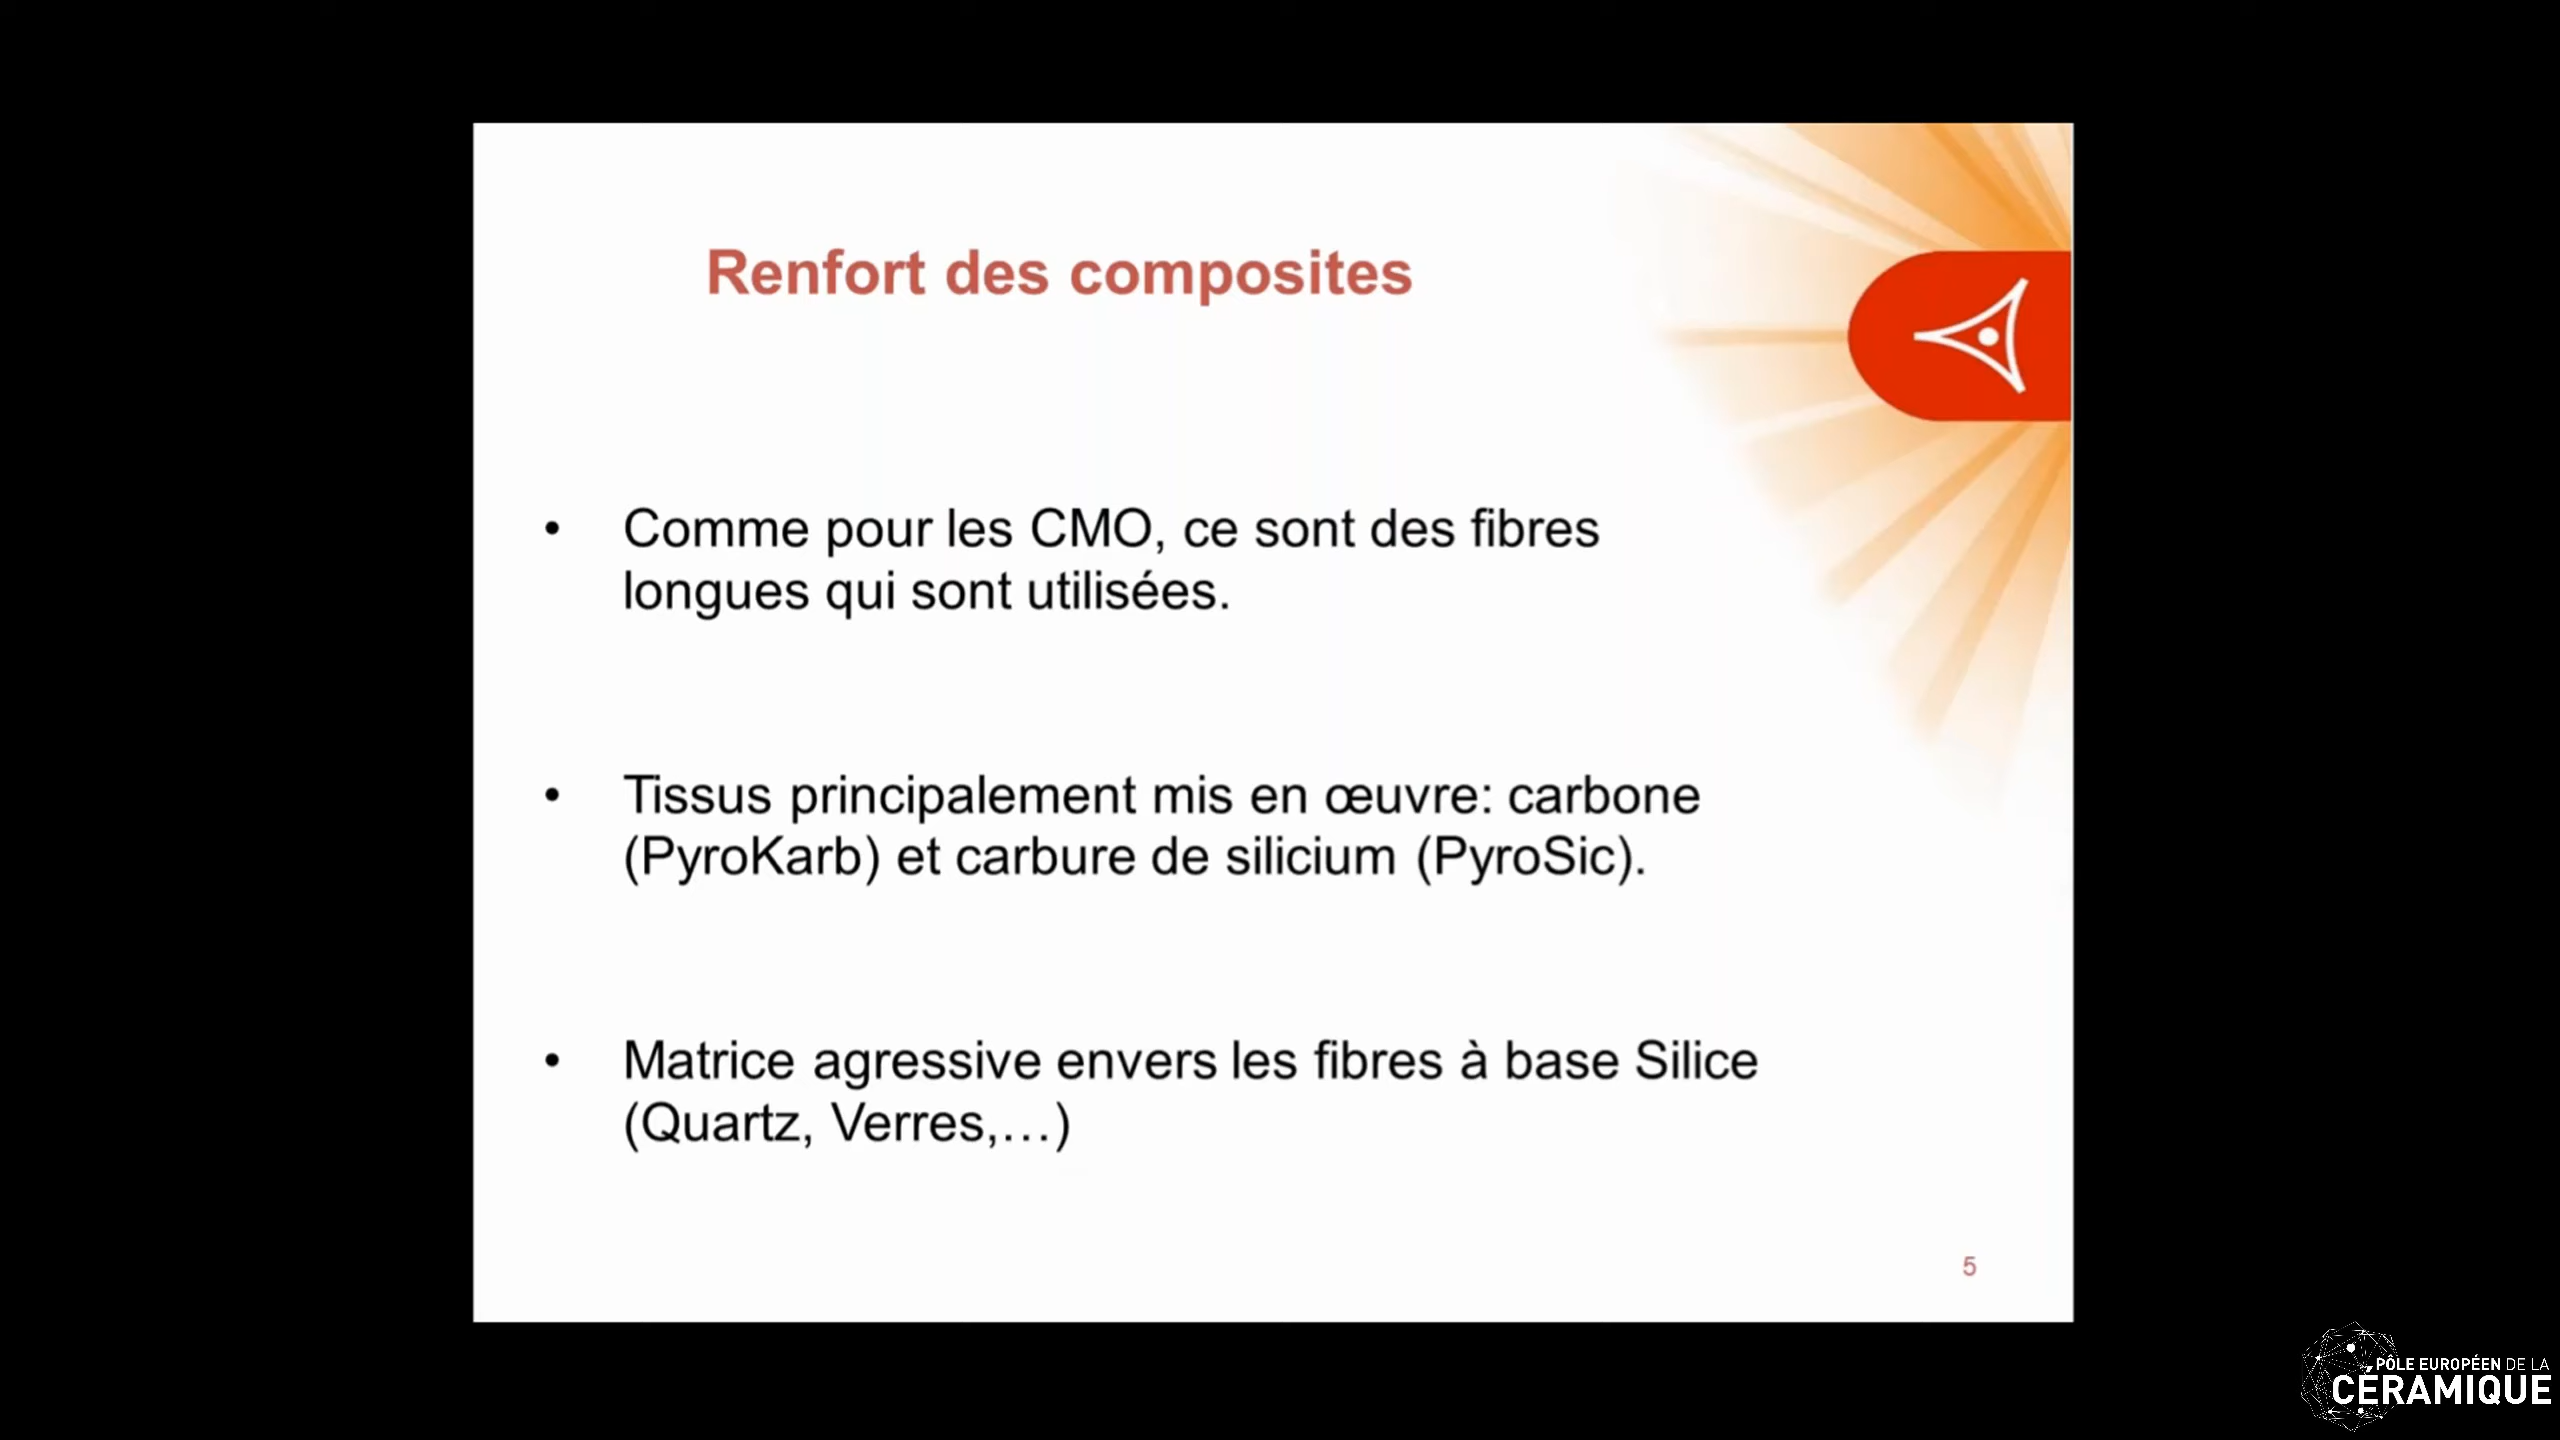 Renfort des composites
• Comme pour les CMO, ce sont des fibres
longues qui sont utilisées.
• Tissus principalement mis en œuvre: carbone
(PyroKarb) et carbure de silicium (PyroSic).
• Matrice agressive envers les fibres à base Silice
(Quartz, Verres,…)
5
PÔLE EUROPÉEN DE LA
CÉRAMIQUE